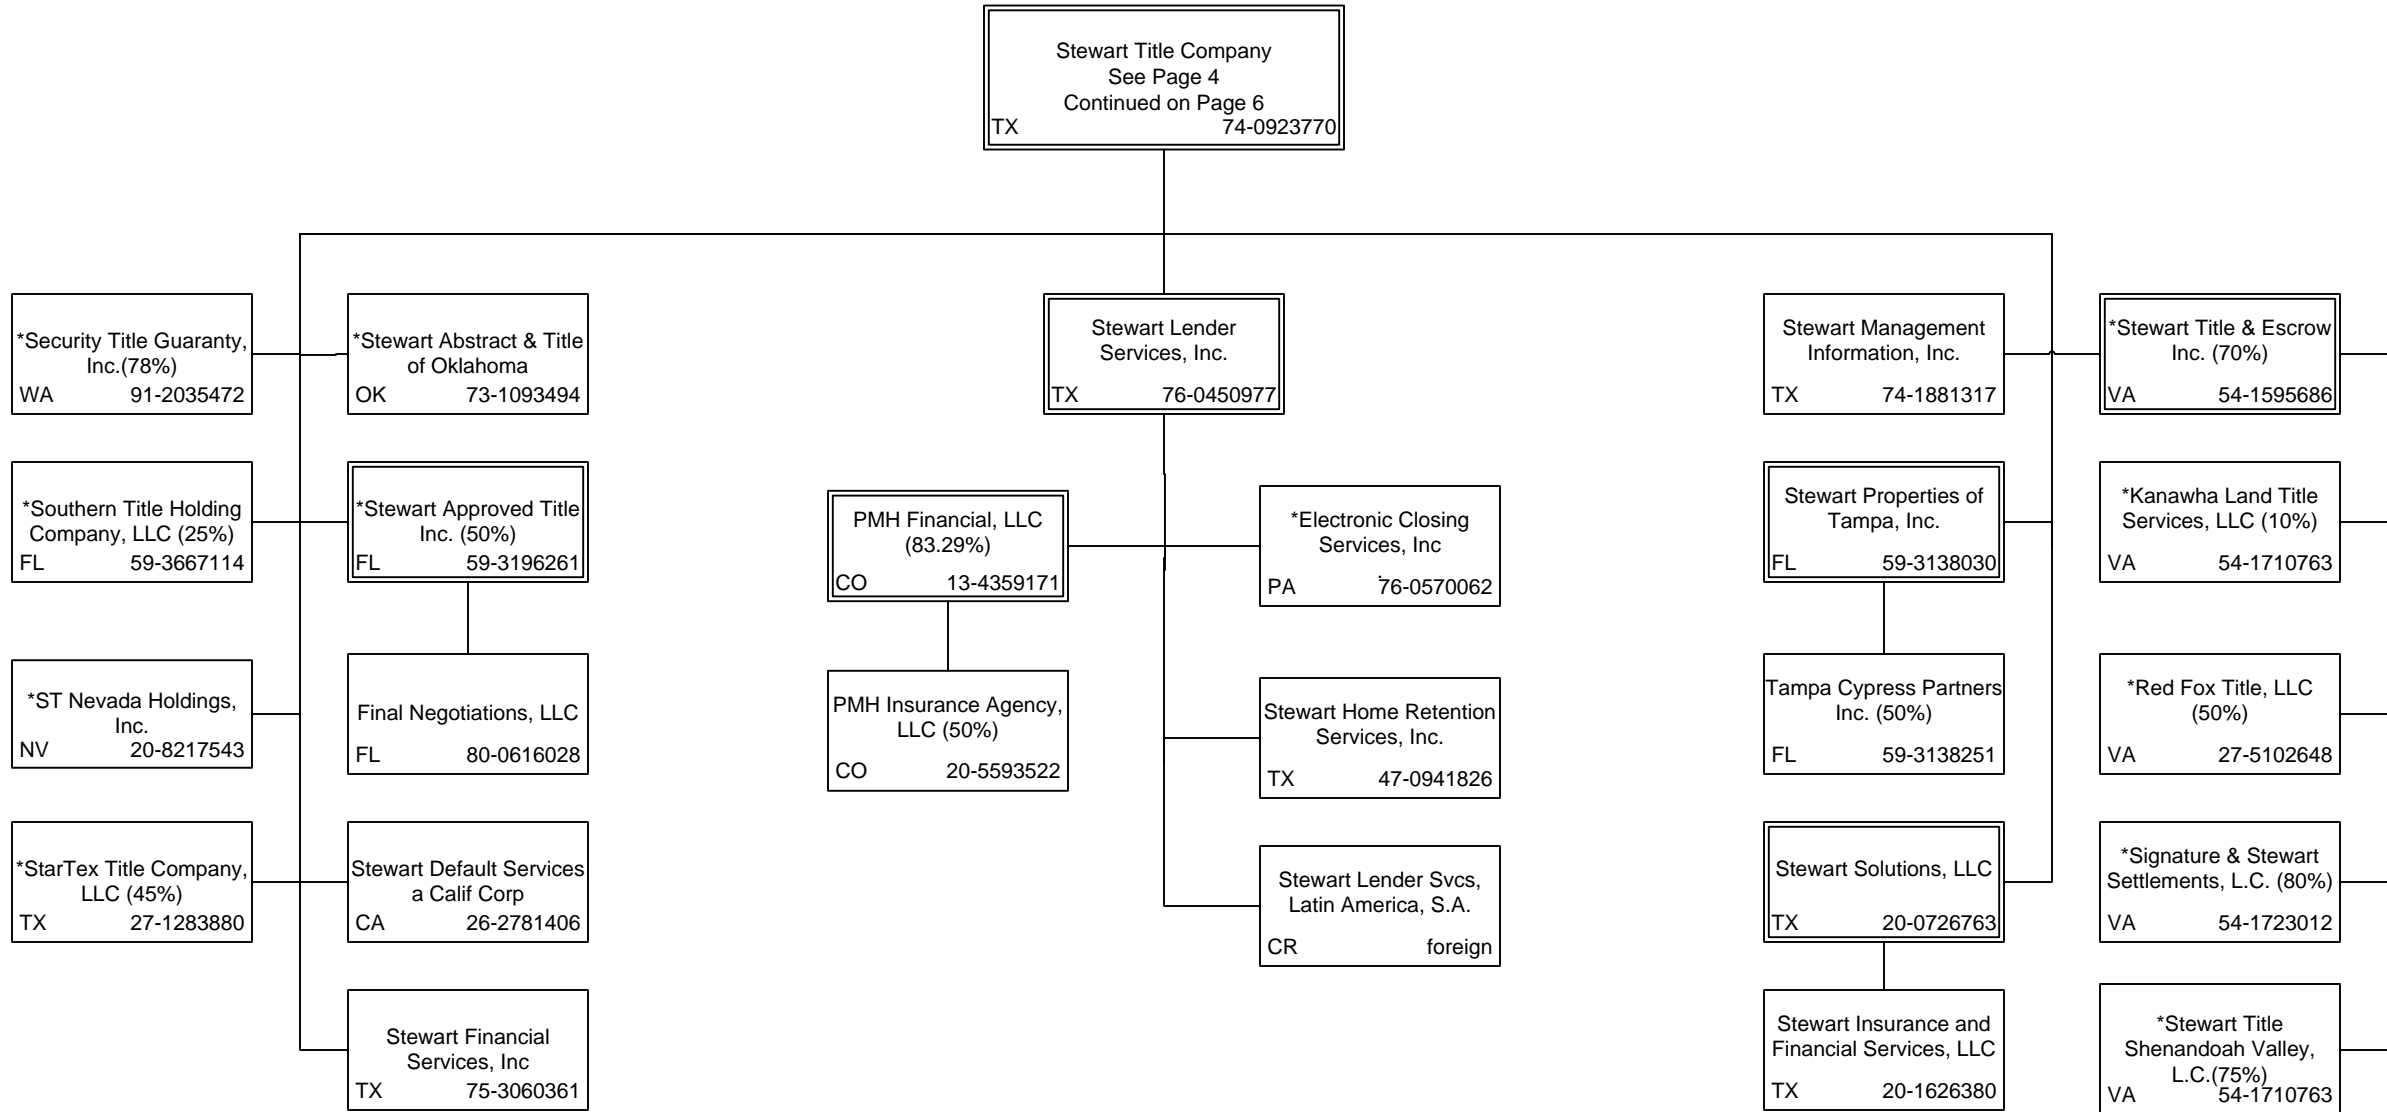 Stewart Title Company
See Page 4
Continued on Page 6
TX 74-0923770
*Security Title Guaranty,
Inc.(78%)
WA 91-2035472
*Stewart Abstract & Title
of Oklahoma
OK 73-1093494
Stewart Lender
Services, Inc.
TX 76-0450977
Stewart Management
Information, Inc.
TX 74-1881317
*Stewart Title & Escrow
Inc. (70%)
VA 54-1595686
*Southern Title Holding
Company, LLC (25%)
FL 59-3667114
*Stewart Approved Title
Inc. (50%)
FL 59-3196261
PMH Financial, LLC
(83.29%)
CO 13-4359171
*Electronic Closing
Services, Inc
PA 76-0570062
Stewart Properties of
Tampa, Inc.
FL 59-3138030
*Kanawha Land Title
Services, LLC (10%)
VA 54-1710763
*ST Nevada Holdings,
Inc.
NV 20-8217543
Final Negotiations, LLC
FL 80-0616028
PMH Insurance Agency,
LLC (50%)
CO 20-5593522
Stewart Home Retention
Services, Inc.
TX 47-0941826
Tampa Cypress Partners
Inc. (50%)
FL 59-3138251
*Red Fox Title, LLC
(50%)
VA 27-5102648
*StarTex Title Company,
LLC (45%)
TX 27-1283880
Stewart Default Services
a Calif Corp
CA 26-2781406
Stewart Lender Svcs,
Latin America, S.A.
CR foreign
Stewart Solutions, LLC
TX 20-0726763
*Signature & Stewart
Settlements, L.C. (80%)
VA 54-1723012
Stewart Financial
Services, Inc
TX 75-3060361
Stewart Insurance and
Financial Services, LLC
TX 20-1626380
*Stewart Title
Shenandoah Valley,
L.C.(75%)
VA 54-1710763